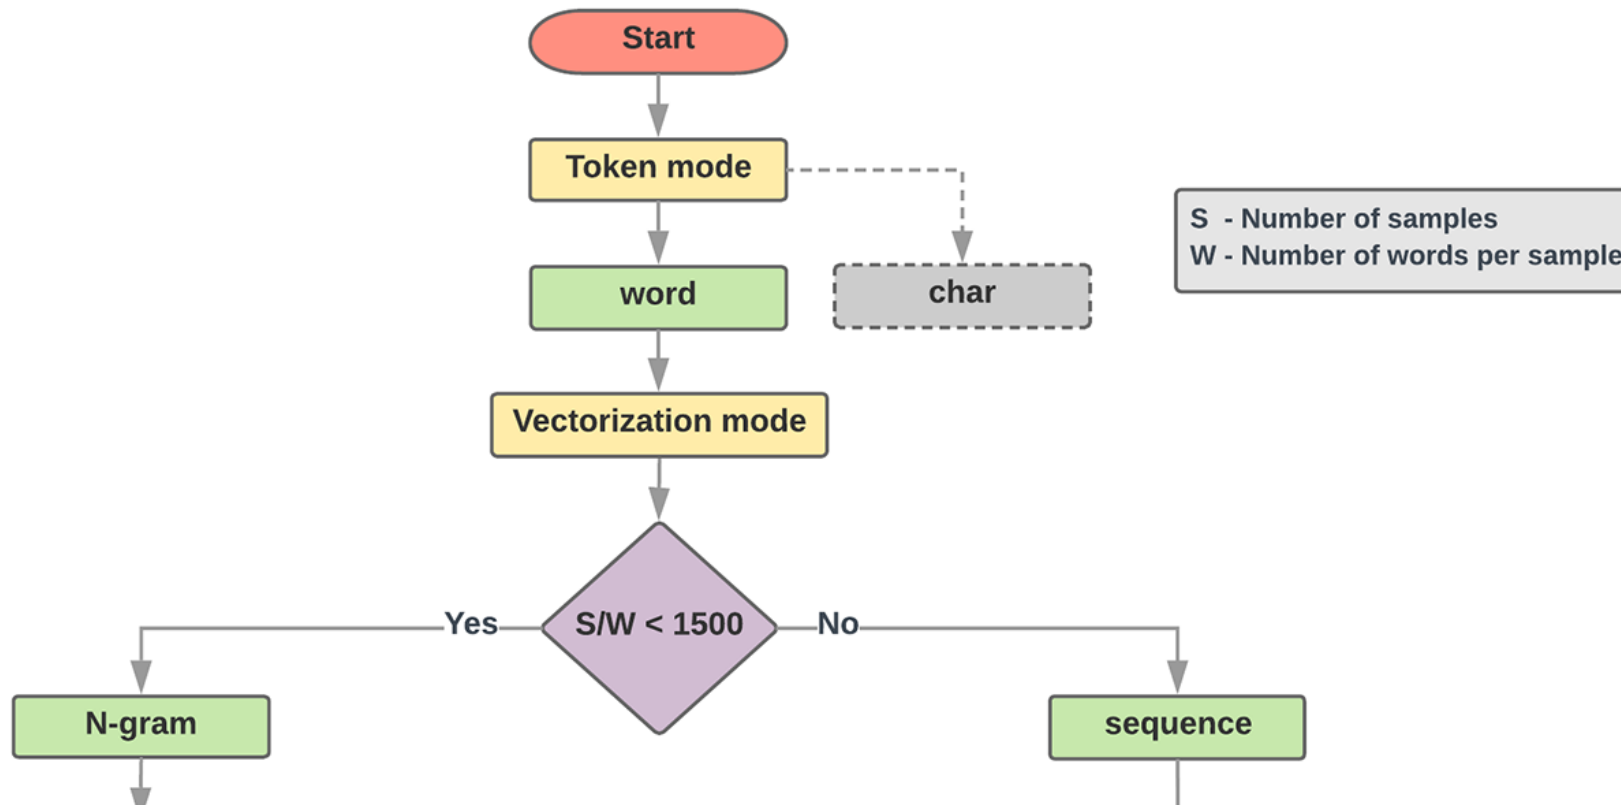 Start
Token mode
S - Number of samples
W - Number of words per sample
word
char
Vectorization mode
Yes
S/W < 1500
No
N-gram
sequence